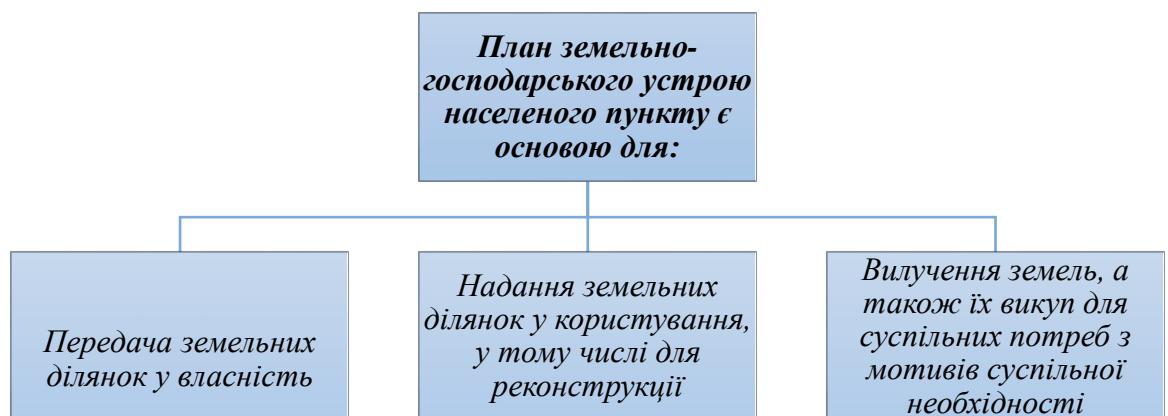 План земельно-
господарського устрою
населеного пункту є
основою для:
Передача земельних
ділянок у власність
Надання земельних
ділянок у користування,
у тому числі для
реконструкції
Вилучення земель, а
також їх викуп для
суспільних потреб з
мотивів суспільної
необхідності